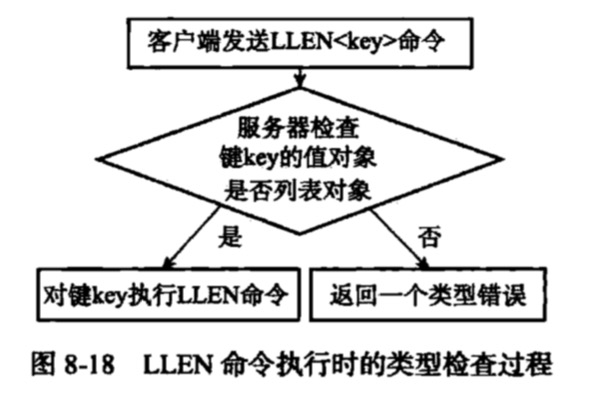 客户端发送LLEN<key>命令
服务器检查
键key的值对象
是否列表对象
是
否
对键key执行LLEN命令
返回一个类型错误
图 8-18 LLEN 命令执行时的类型检查过程